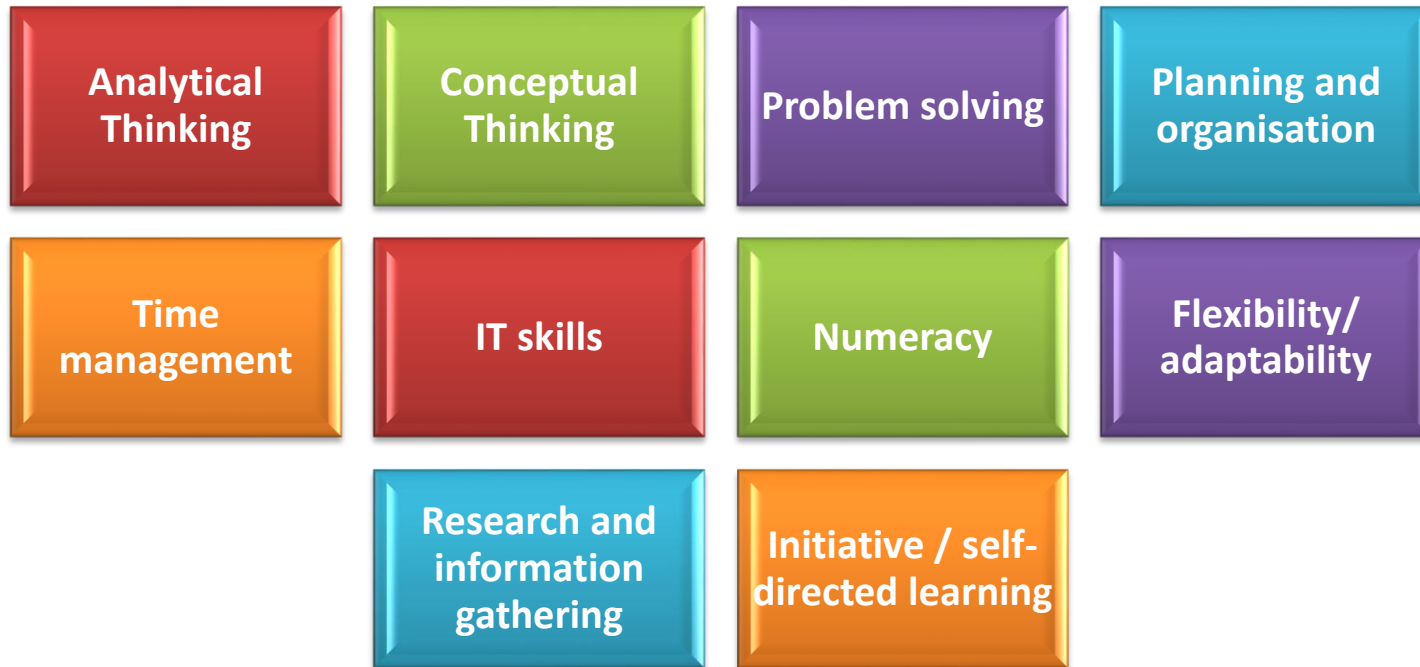 Analytical
Thinking
Conceptual
Thinking
Problem solving
Planning and
organisation
Time
management
IT skills
Numeracy
Flexibility/
adaptability
Research and
information
gathering
Initiative / self-
directed learning